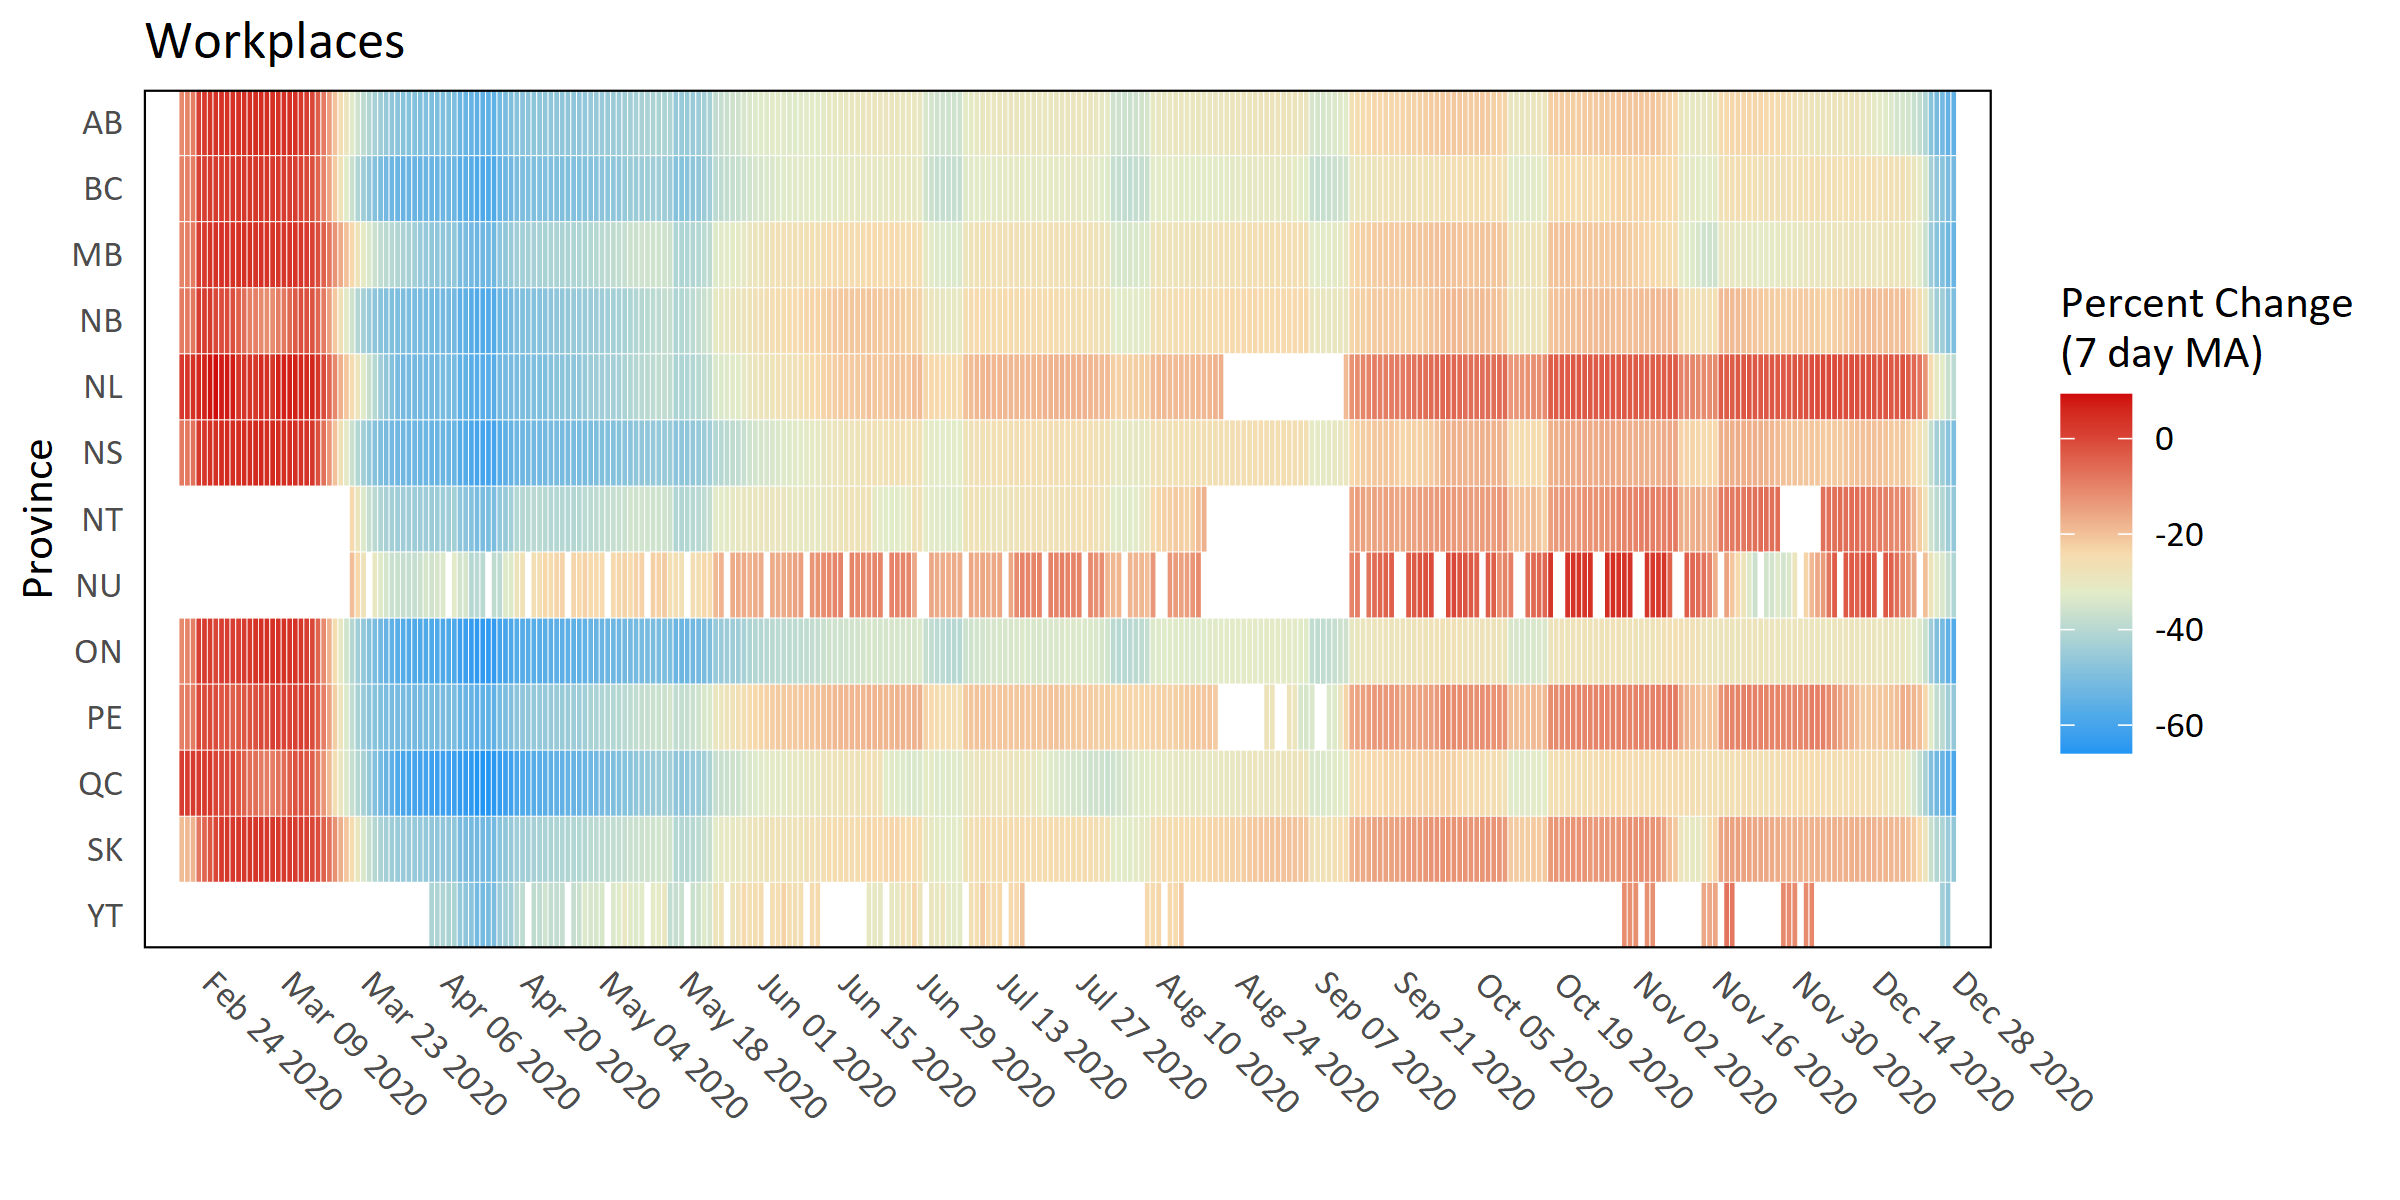 Workplaces
Province
AB
BC
MB
NB
NL
NS
NT
NU
ON
PE
QC
SK
YT
Feb 24 2020
Mar 09 2020
Mar 23 2020
Apr 06 2020
Apr 20 2020
May 04 2020
May 18 2020
Jun 01 2020
Jun 15 2020
Jun 29 2020
Jul 13 2020
Jul 27 2020
Aug 10 2020
Aug 24 2020
Sep 07 2020
Sep 21 2020
Oct 05 2020
Oct 19 2020
Nov 02 2020
Nov 16 2020
Nov 30 2020
Dec 14 2020
Dec 28 2020
Percent Change
(7 day MA)
0
-20
-40
-60